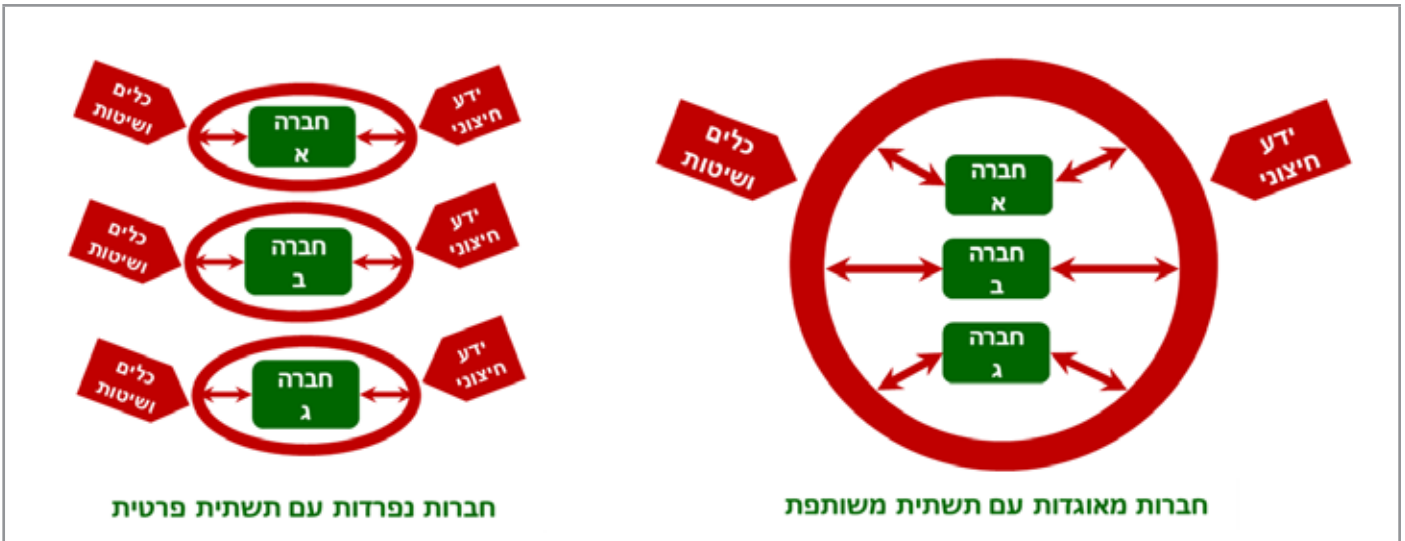 ידע
חיצוני
חברה
א
כלים
ושיטות
ידע
חיצוני
חברה
ב
כלים
ושיטות
ידע
חיצוני
חברה
ג
כלים
ושיטות
חברות נפרדות עם תשתית פרטית
ידע
חיצוני
כלים
ושיטות
חברה
א
חברה
ב
חברה
ג
חברות מאוגדות עם תשתית משותפת